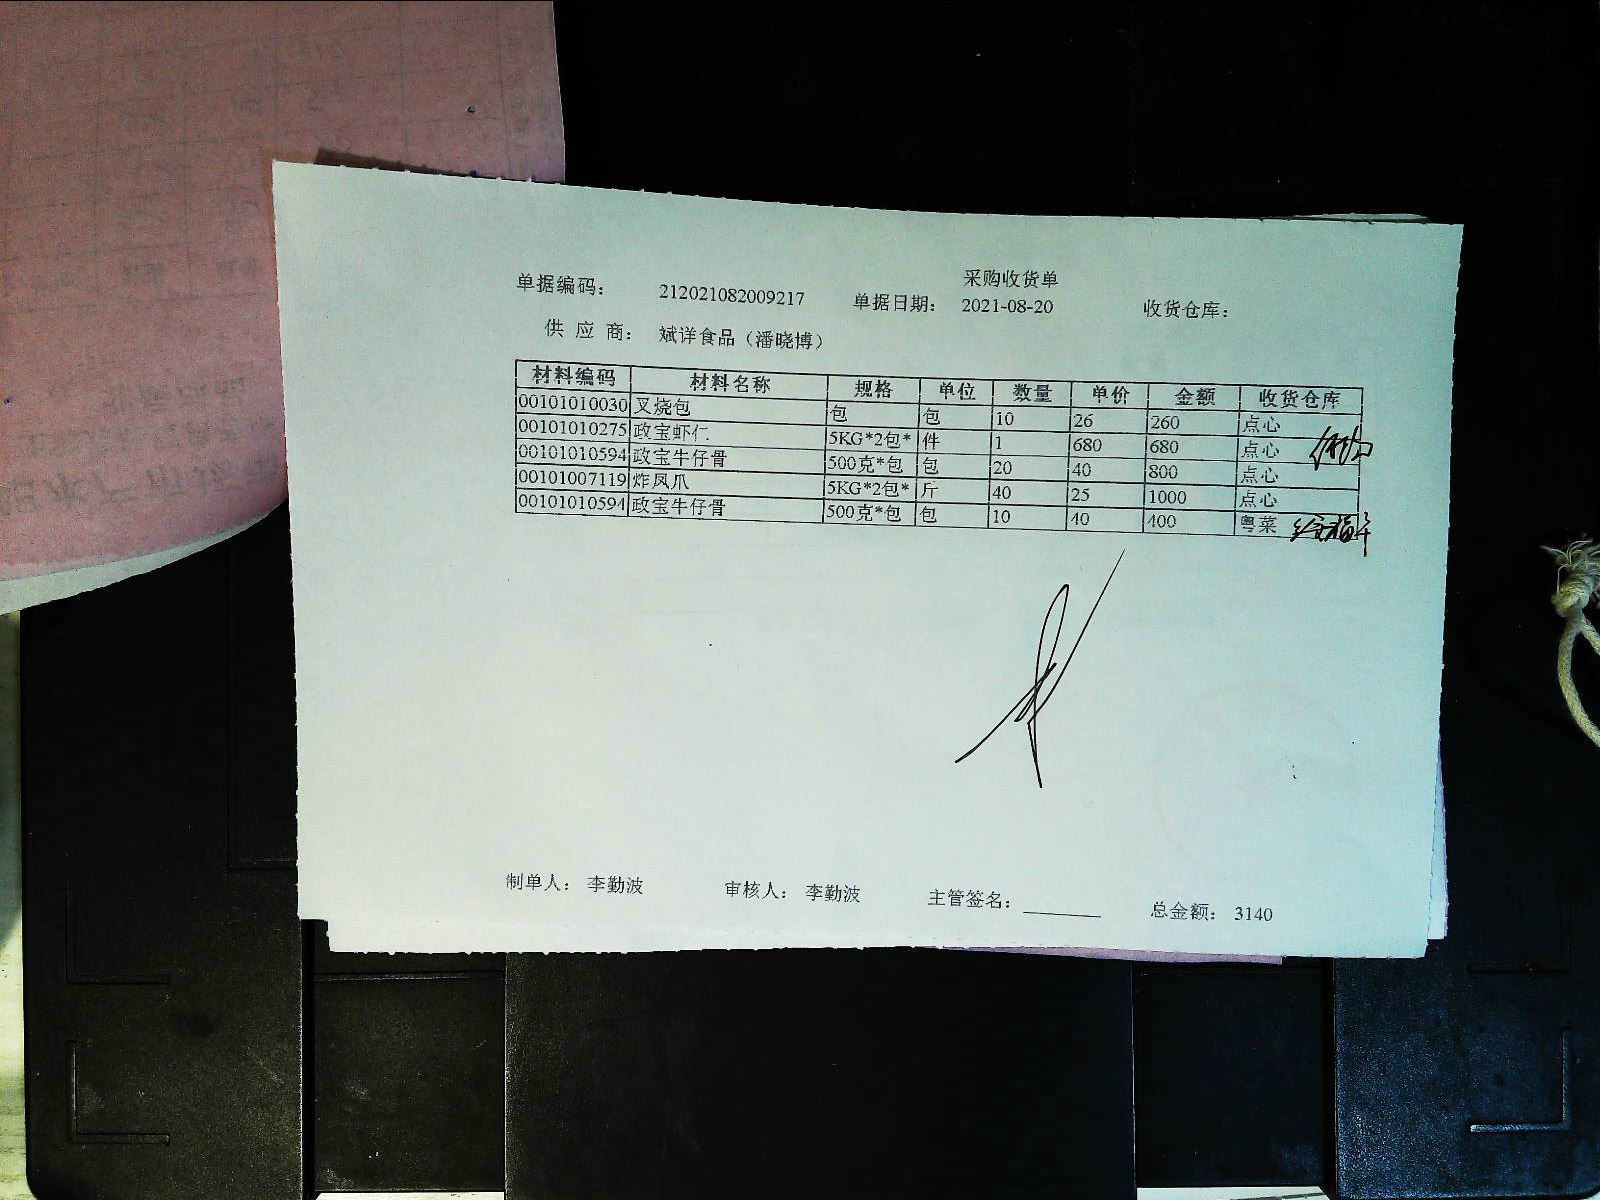 采购收货单
单据编码： 212021082009217 单据日期： 2021-08-20 收货仓库：
供 应 商： 斌详食品（潘晓博）
材料编码 材料名称 规格 单位 数量 单价 金额 收货仓库
00101010030 叉烧包 包 包 10 26 260 点心
00101010275 政宝虾仁 5KG*2包* 件 1 680 680 点心
00101010594 政宝牛仔骨 500克*包 包 20 40 800 点心
00101007119 炸凤爪 5KG*2包* 斤 40 25 1000 点心
00101010594 政宝牛仔骨 500克*包 包 10 40 400 粤菜
制单人： 李勤波 审核人： 李勤波 主管签名： 总金额： 3140